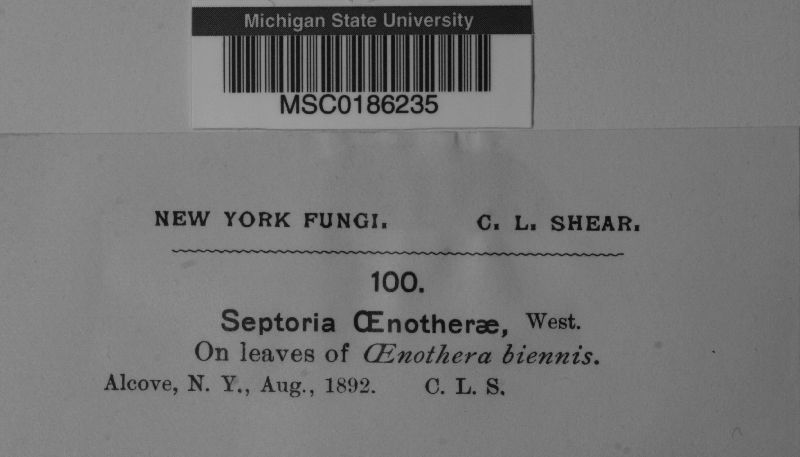 Michigan State University
MSC0186235
NEW YORK FUNGI. C. L. SHEAR.
100.
Septoria Œnotheræ, West.
On leaves of Œnothera biennis.
Alcove, N. Y., Aug., 1892. C. L. S.